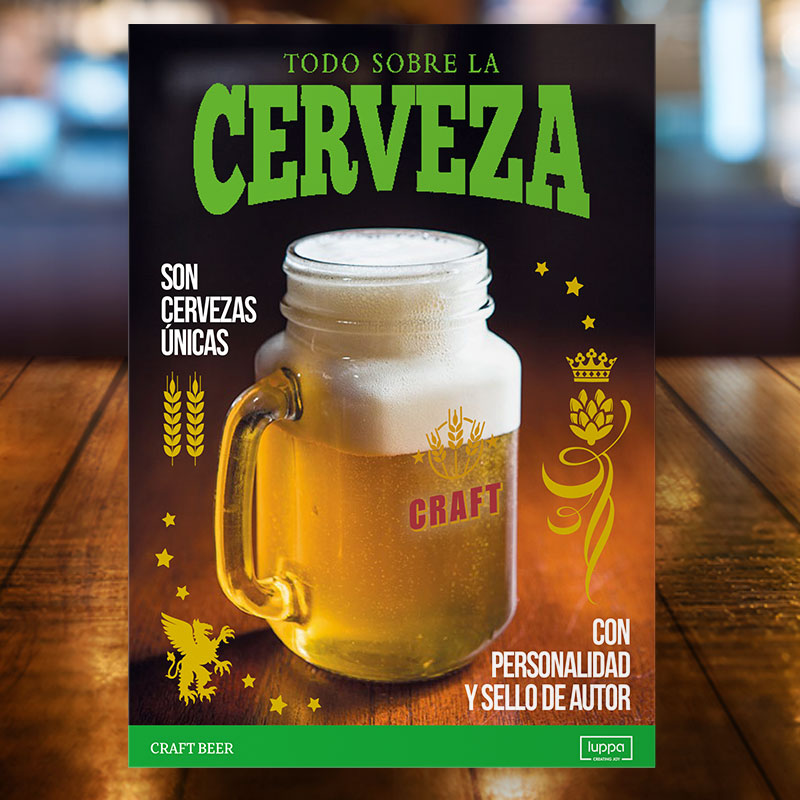 TODO SOBRE LA
CERVEZA
SON
CERVEZAS
ÚNICAS
CRAFT
CON
PERSONALIDAD
Y SELLO DE AUTOR
CRAFT BEER
luppa
CREATING JOY